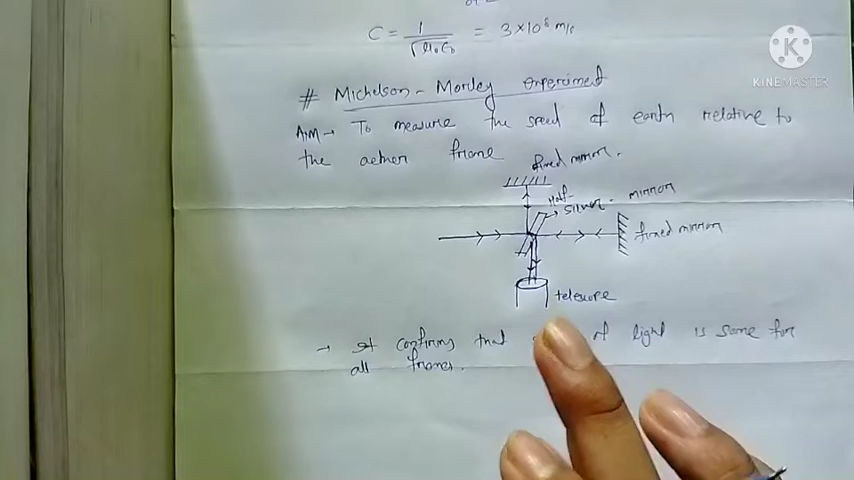 C = 1/√μ₀ε₀ = 3×10⁸ m/s
KINEMASTER
# Michelson - Morley experiment
AIM → To measure the speed of earth relative to
the aether frame
fixed mirror.
Half-
silver. mirror
fixed mirror
telescope
→ It confirms that of light is same for
all frames.